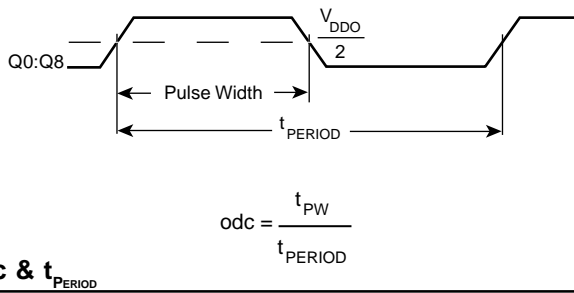 V_DDO
2
Q0:Q8
Pulse Width
t_PERIOD
odc = t_PW
t_PERIOD
c & t_PERIOD